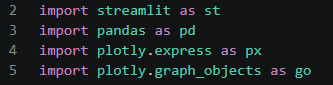 2 import streamlit as st
3 import pandas as pd
4 import plotly.express as px
5 import plotly.graph_objects as go